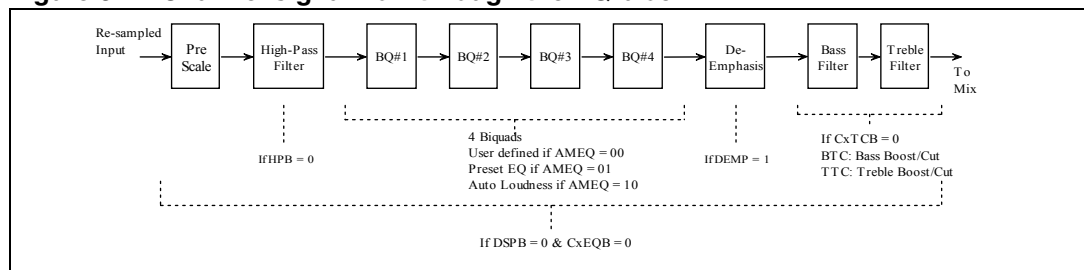 Re-sampled
Input
Pre
Scale
High-Pass
Filter
BQ#1
BQ#2
BQ#3
BQ#4
De-
Emphasis
Bass
Filter
Treble
Filter
To
Mix
If HPB = 0
4 Biquads
User defined if AMEQ = 00
Preset EQ if AMEQ = 01
Auto Loudness if AMEQ = 10
If DEMP = 1
If CxTCB = 0
BTC: Bass Boost/Cut
TTC: Treble Boost/Cut
If DSPB = 0 & CxEQB = 0